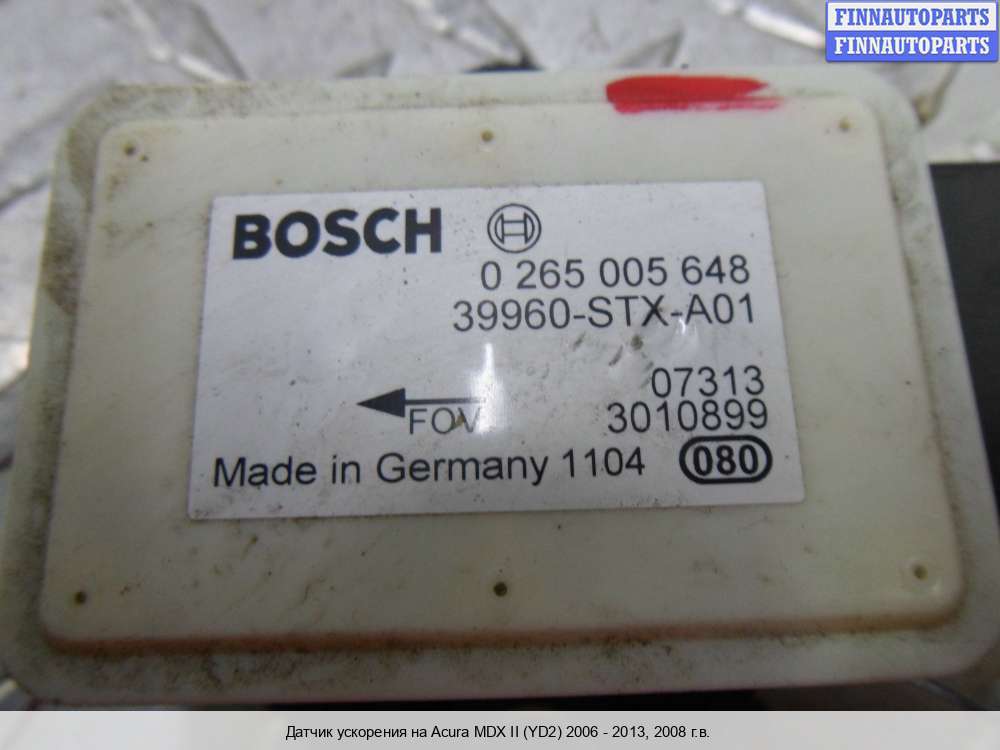 FINNAUTOPARTS
FINNAUTOPARTS
BOSCH
0 265 005 648
39960-STX-A01
07313
FOV 3010899
Made in Germany 1104 080
Датчик ускорения на Acura MDX II (YD2) 2006 - 2013, 2008 г.в.